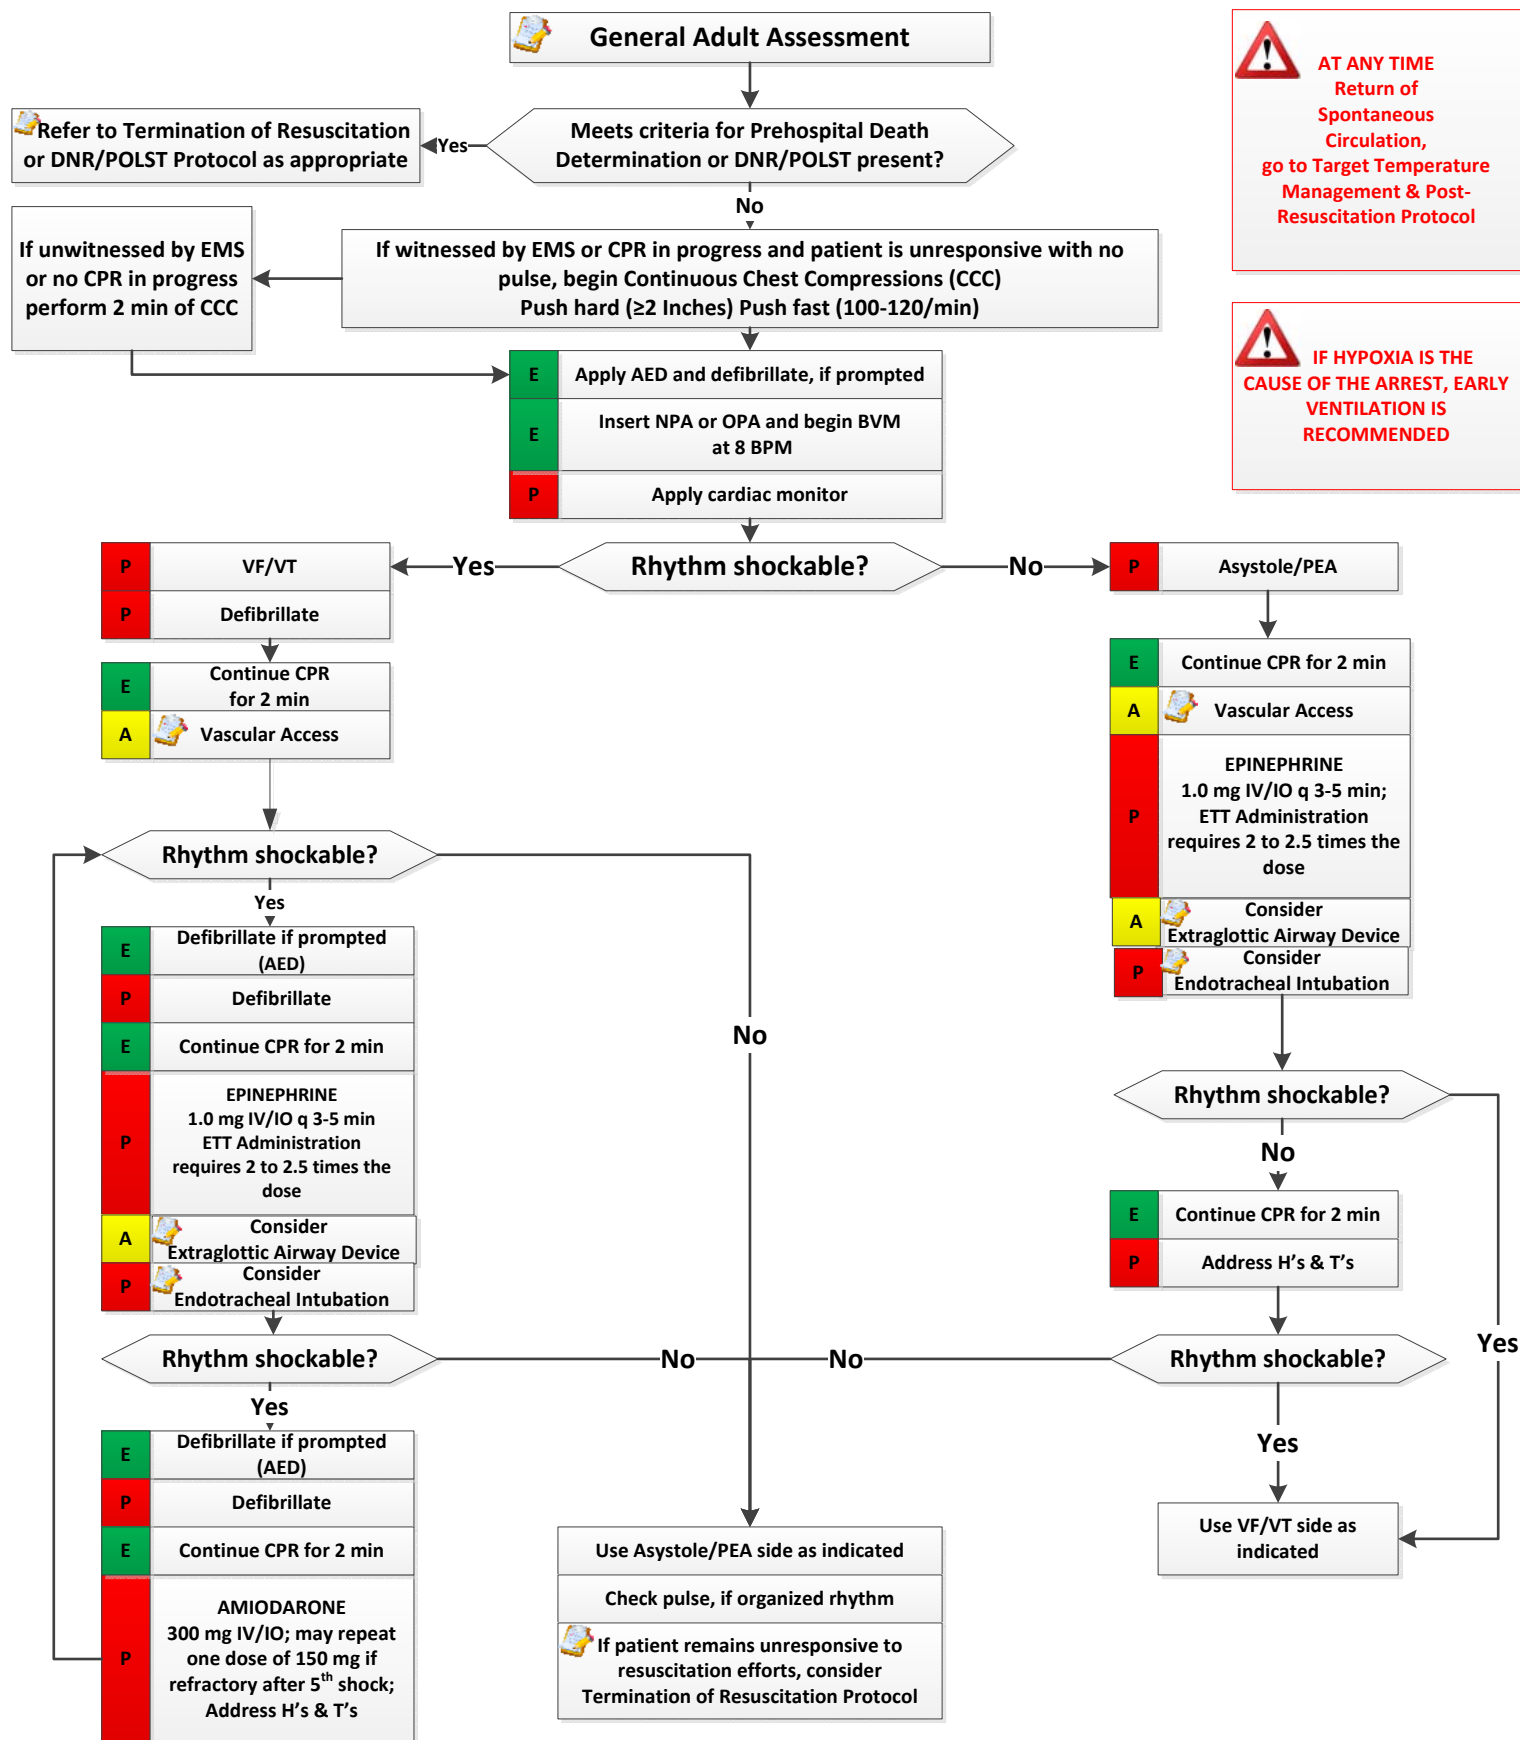 General Adult Assessment
AT ANY TIME
Return of
Spontaneous
Circulation,
go to Target Temperature
Management & Post-
Resuscitation Protocol
Refer to Termination of Resuscitation
or DNR/POLST Protocol as appropriate
Yes
Meets criteria for Prehospital Death
Determination or DNR/POLST present?
No
If unwitnessed by EMS
or no CPR in progress
perform 2 min of CCC
If witnessed by EMS or CPR in progress and patient is unresponsive with no
pulse, begin Continuous Chest Compressions (CCC)
Push hard (≥2 Inches) Push fast (100-120/min)
IF HYPOXIA IS THE
CAUSE OF THE ARREST, EARLY
VENTILATION IS
RECOMMENDED
E
Apply AED and defibrillate, if prompted
E
Insert NPA or OPA and begin BVM
at 8 BPM
P
Apply cardiac monitor
Rhythm shockable?
Yes
No
P
VF/VT
P
Defibrillate
E
Continue CPR
for 2 min
A
Vascular Access
Rhythm shockable?
Yes
No
E
Defibrillate if prompted
(AED)
P
Defibrillate
E
Continue CPR for 2 min
P
EPINEPHRINE
1.0 mg IV/IO q 3-5 min
ETT Administration
requires 2 to 2.5 times the
dose
A
Consider
Extraglottic Airway Device
P
Consider
Endotracheal Intubation
Rhythm shockable?
No
Yes
E
Defibrillate if prompted
(AED)
P
Defibrillate
E
Continue CPR for 2 min
P
AMIODARONE
300 mg IV/IO; may repeat
one dose of 150 mg if
refractory after 5th shock;
Address H's & T's
P
Asystole/PEA
E
Continue CPR for 2 min
A
Vascular Access
P
EPINEPHRINE
1.0 mg IV/IO q 3-5 min;
ETT Administration
requires 2 to 2.5 times the
dose
A
Consider
Extraglottic Airway Device
P
Consider
Endotracheal Intubation
Rhythm shockable?
No
Yes
E
Continue CPR for 2 min
P
Address H's & T's
Rhythm shockable?
No
Yes
Use VF/VT side as
indicated
Use Asystole/PEA side as indicated
Check pulse, if organized rhythm
If patient remains unresponsive to
resuscitation efforts, consider
Termination of Resuscitation Protocol